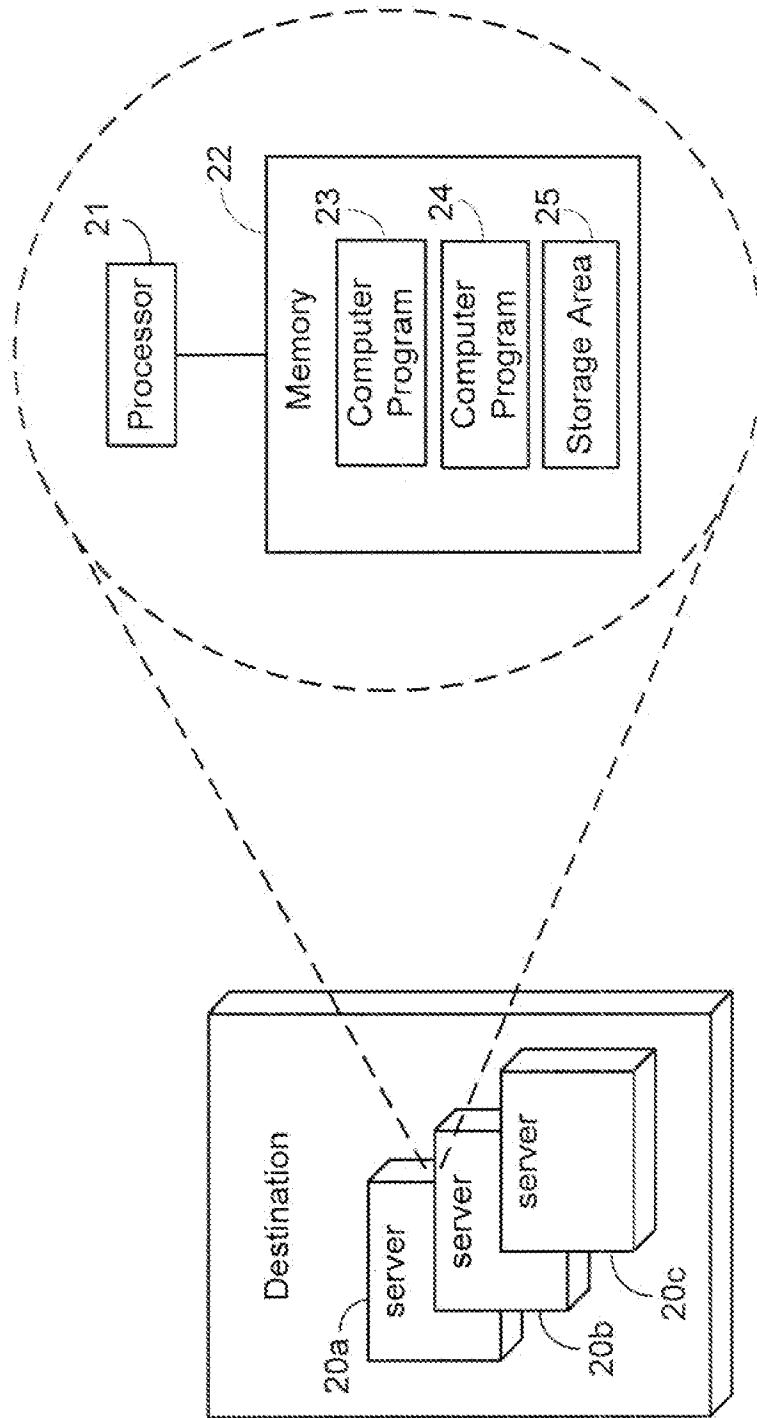 Destination
server
20a
server
20b
server
20c
Processor
21
Memory
22
Computer
Program
23
Computer
Program
24
Storage Area
25